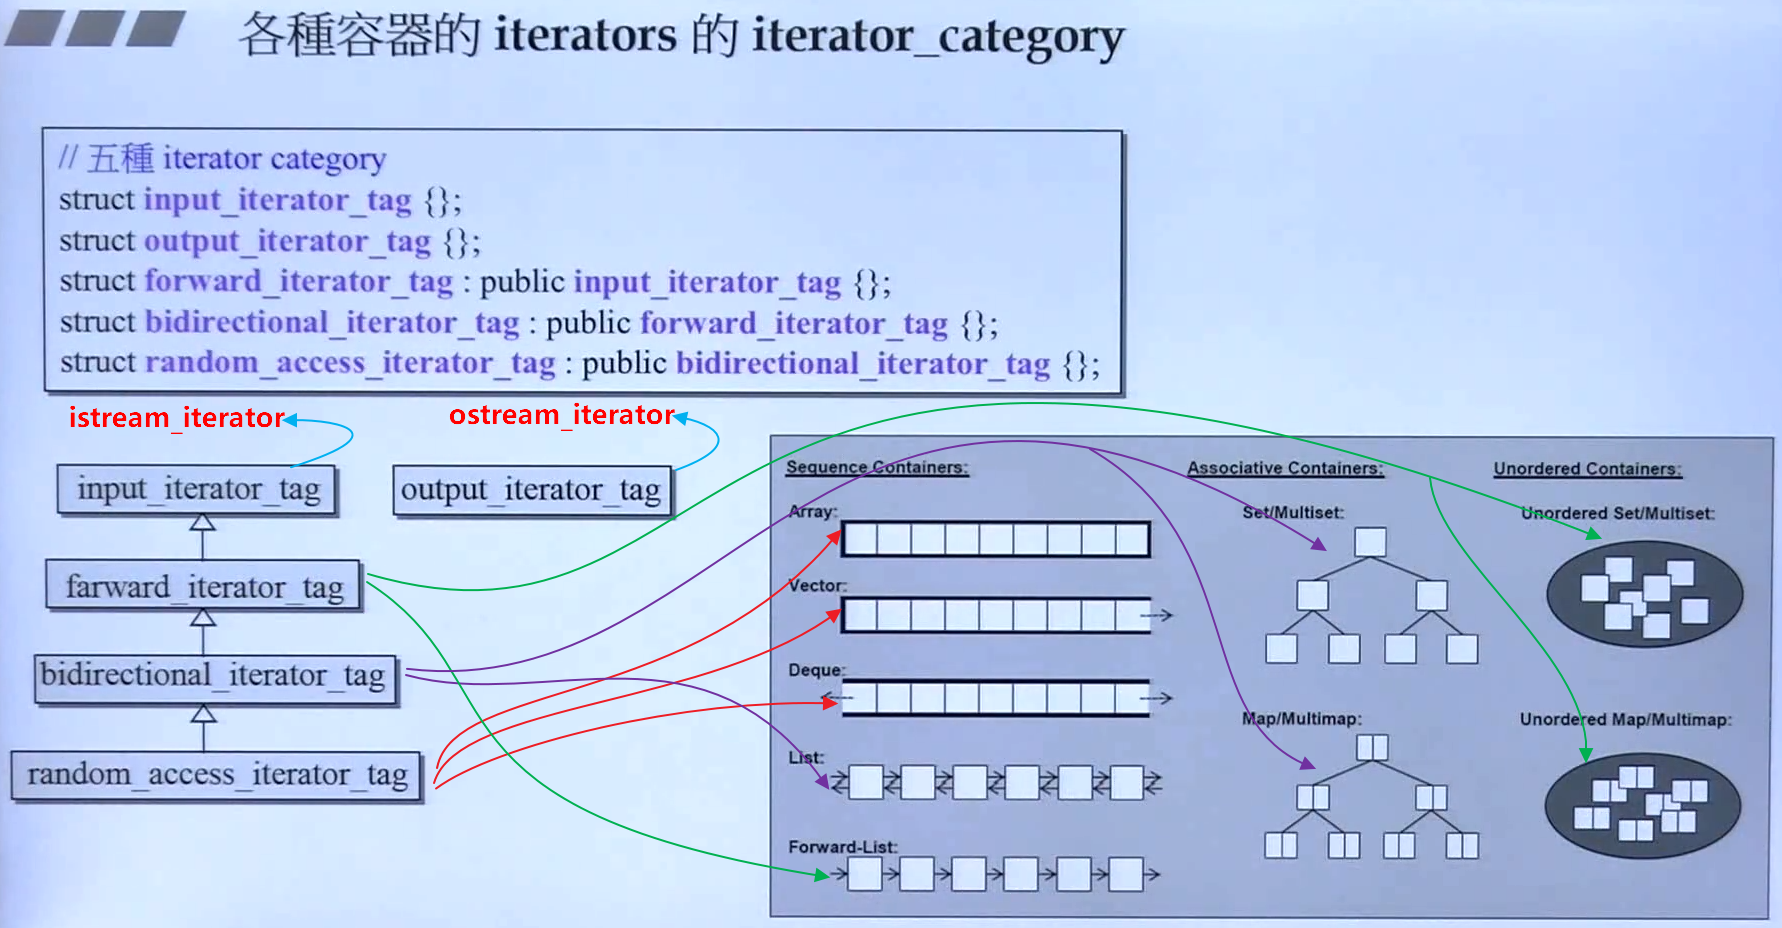 各種容器的 iterators 的 iterator_category
// 五種 iterator category
struct input_iterator_tag {};
struct output_iterator_tag {};
struct forward_iterator_tag : public input_iterator_tag {};
struct bidirectional_iterator_tag : public forward_iterator_tag {};
struct random_access_iterator_tag : public bidirectional_iterator_tag {};
istream_iterator
ostream_iterator
input_iterator_tag
output_iterator_tag
farward_iterator_tag
bidirectional_iterator_tag
random_access_iterator_tag
Sequence Containers:
Array:
Vector:
Deque:
List:
Forward-List:
Associative Containers:
Set/Multiset:
Map/Multimap:
Unordered Containers:
Unordered Set/Multiset:
Unordered Map/Multimap: